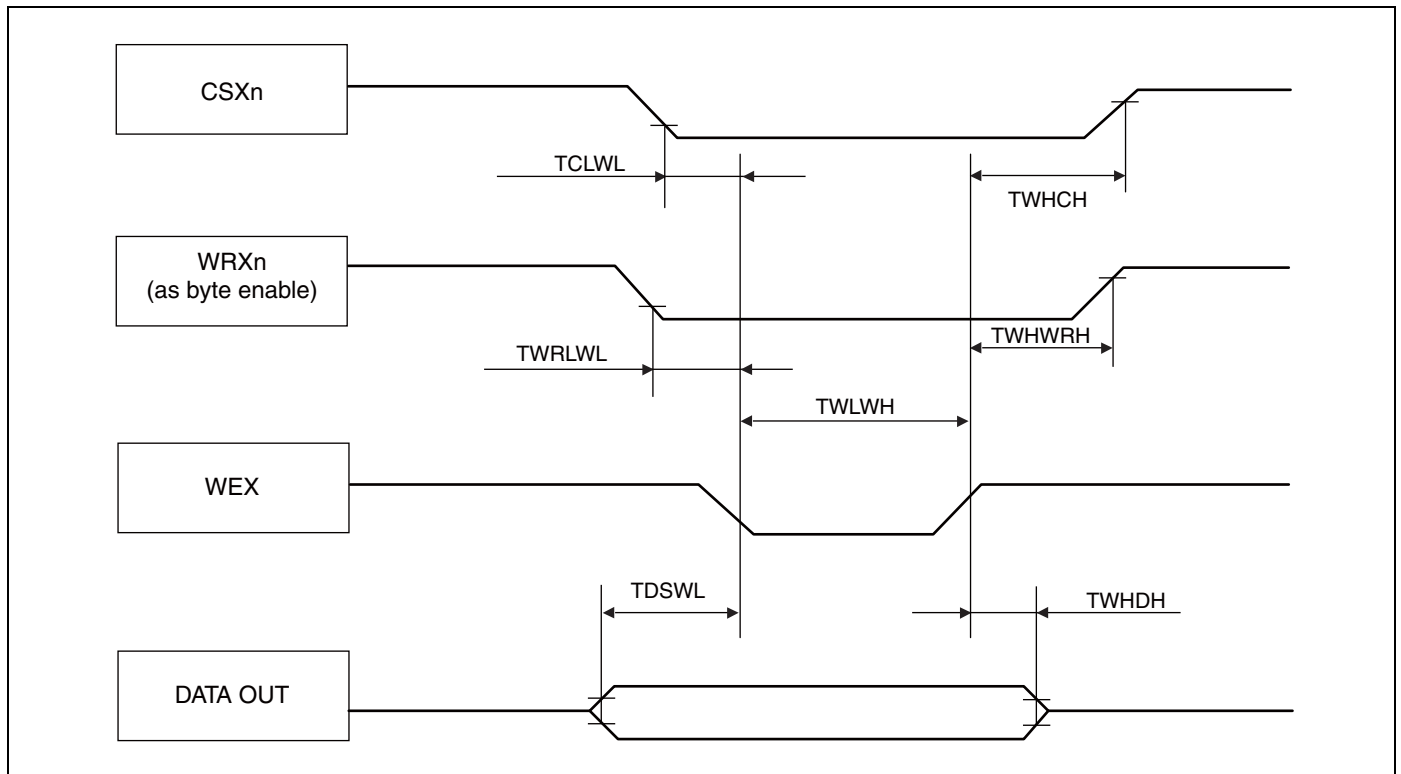 CSXn
TCLWL
TWHCH
WRXn
(as byte enable)
TWRLWL
TWHWRH
TWLWH
WEX
TDSWL
TWHDH
DATA OUT